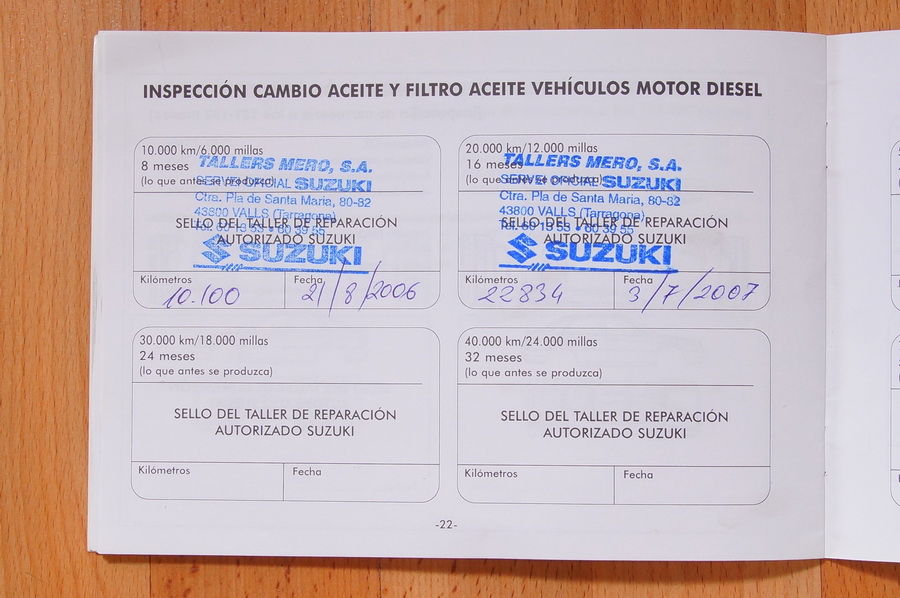 INSPECCIÓN CAMBIO ACEITE Y FILTRO ACEITE VEHÍCULOS MOTOR DIESEL
10.000 km/6.000 millas
8 meses
(lo que antes se produzca)
TALLERS MERO, S.A.
SERVEI OFICIAL SUZUKI
Ctra. Pla de Santa Maria, 80-82
43800 VALLS (Tarragona)
SELLO DEL TALLER DE REPARACIÓN
AUTORIZADO SUZUKI
SUZUKI
Kilómetros
10.100
Fecha
21/8/2006
20.000 km/12.000 millas
16 meses
(lo que antes se produzca)
TALLERS MERO, S.A.
SERVEI OFICIAL SUZUKI
Ctra. Pla de Santa Maria, 80-82
43800 VALLS (Tarragona)
SELLO DEL TALLER DE REPARACIÓN
AUTORIZADO SUZUKI
SUZUKI
Kilómetros
22834
Fecha
3/7/2007
30.000 km/18.000 millas
24 meses
(lo que antes se produzca)
SELLO DEL TALLER DE REPARACIÓN
AUTORIZADO SUZUKI
Kilómetros
Fecha
40.000 km/24.000 millas
32 meses
(lo que antes se produzca)
SELLO DEL TALLER DE REPARACIÓN
AUTORIZADO SUZUKI
Kilómetros
Fecha
-22-